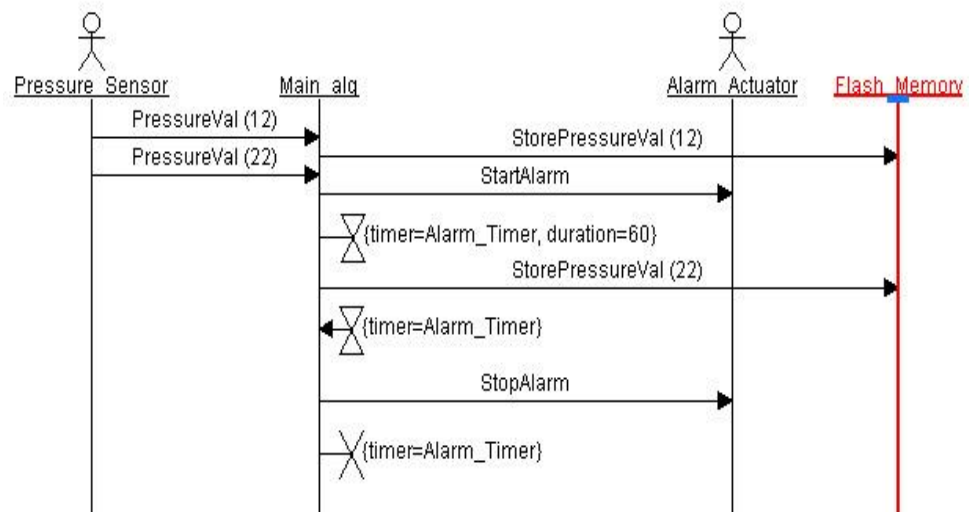 Pressure_Sensor
Main_alg
Alarm_Actuator
Flash_Memory
PressureVal (12)
StorePressureVal (12)
PressureVal (22)
StartAlarm
{timer=Alarm_Timer, duration=60}
StorePressureVal (22)
{timer=Alarm_Timer}
StopAlarm
{timer=Alarm_Timer}